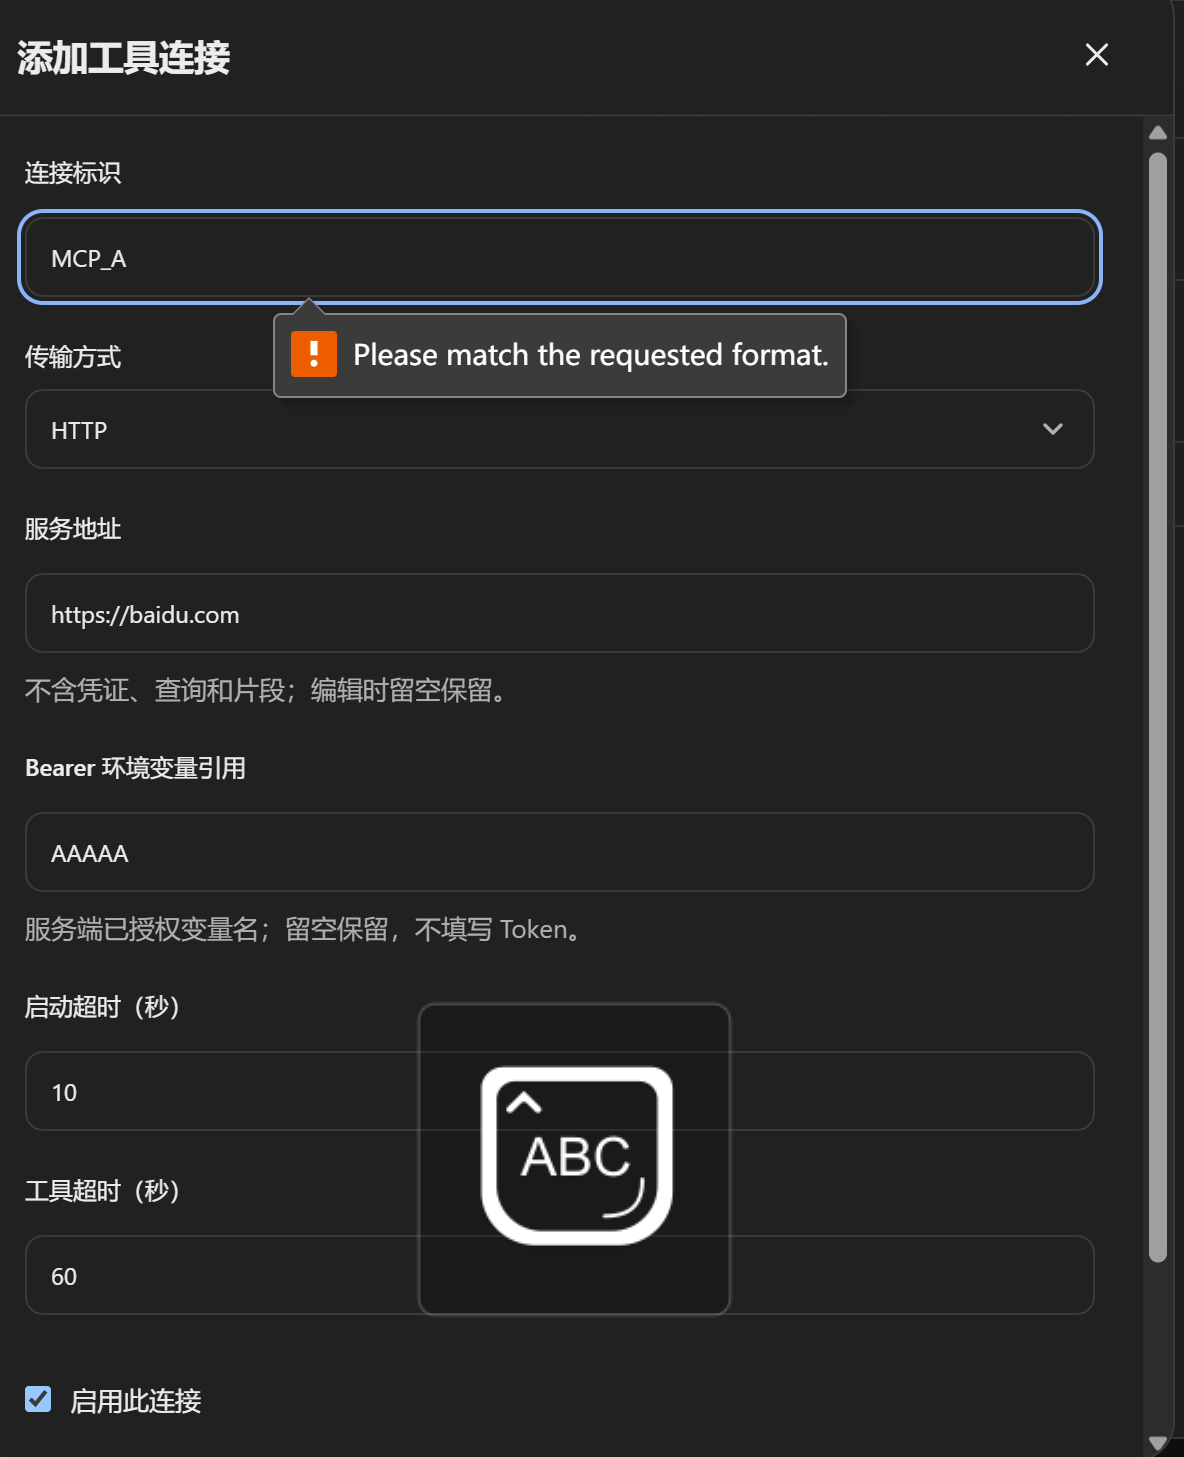 添加工具连接
连接标识
MCP_A
Please match the requested format.
传输方式
HTTP
服务地址
https://baidu.com
不含凭证、查询和片段；编辑时留空保留。
Bearer 环境变量引用
AAAAA
服务端已授权变量名；留空保留，不填写 Token。
启动超时（秒）
10
ABC
工具超时（秒）
60
启用此连接